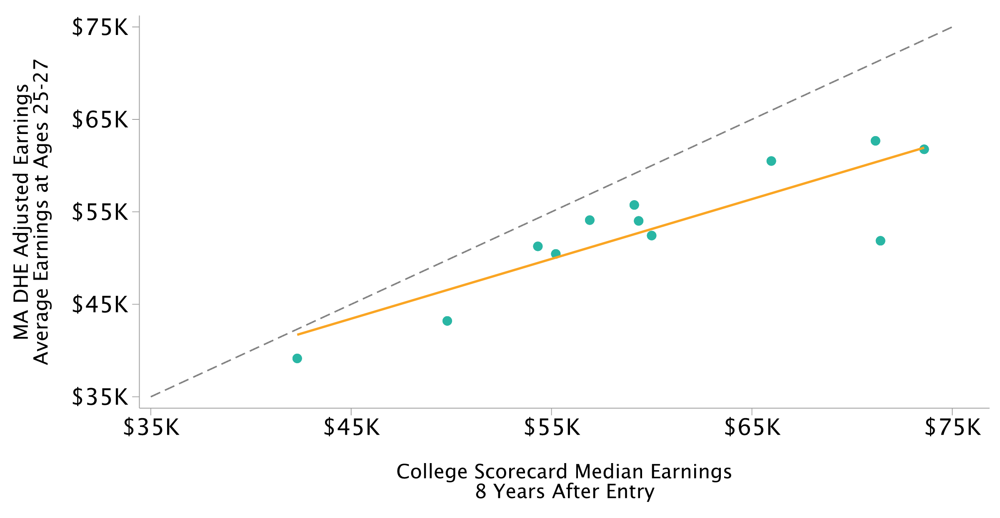 MA DHE Adjusted Earnings
Average Earnings at Ages 25-27
$75K
$65K
$55K
$45K
$35K
$35K
$45K
$55K
$65K
$75K
College Scorecard Median Earnings
8 Years After Entry